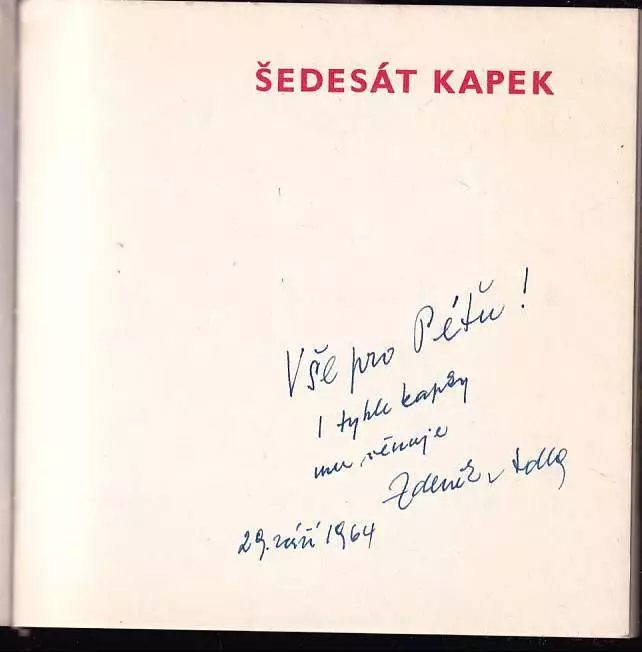 ŠEDESÁT KAPEK
Vše pro Péťu!
I tyhle kapky
mu věnuje
Zdeněk
29. září 1964